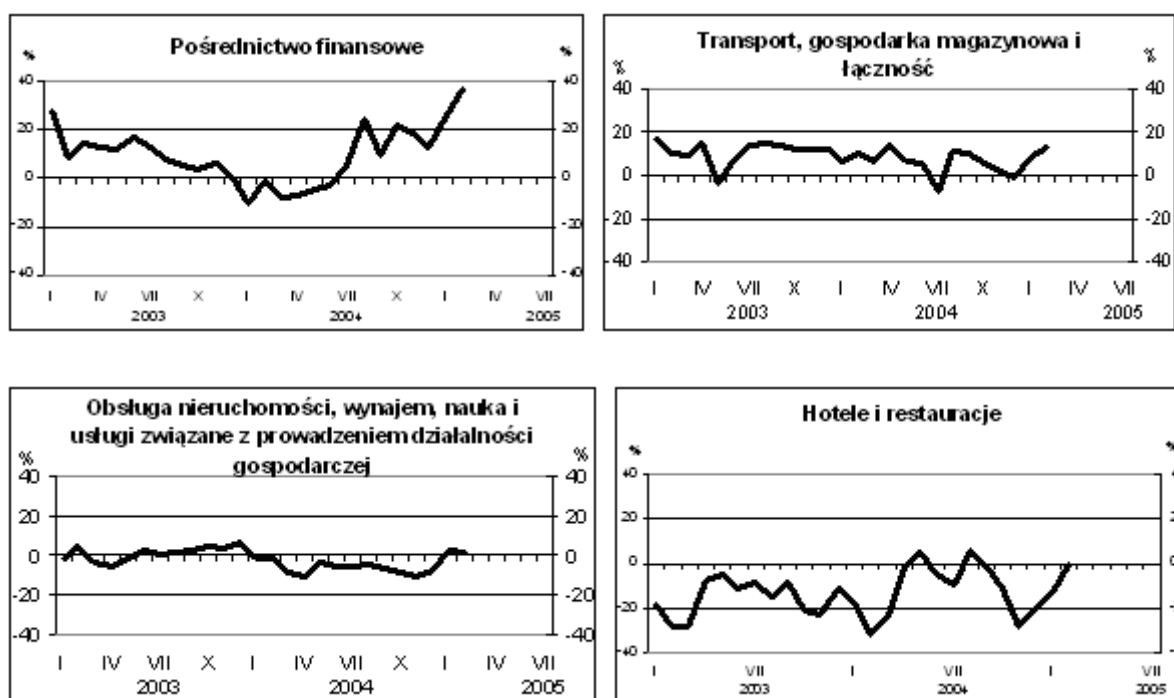 Pośrednictwo finansowe
% %
40 40
20 20
0 0
-20 -20
-40 -40
I IV VII X I IV VII X I IV VII
2003 2004 2005
Transport, gospodarka magazynowa i
łączność
% %
40 40
20 20
0 0
-20 -20
-40 -40
I IV VII X I IV VII X I IV VII
2003 2004 2005
Obsługa nieruchomości, wynajem, nauka i
usługi związane z prowadzeniem działalności
gospodarczej
% %
40 40
20 20
0 0
-20 -20
-40 -40
I IV VII X I IV VII X I IV VII
2003 2004 2005
Hotele i restauracje
% %
40
20
0
-20
-40
I VII I VII I VII
2003 2004 2005